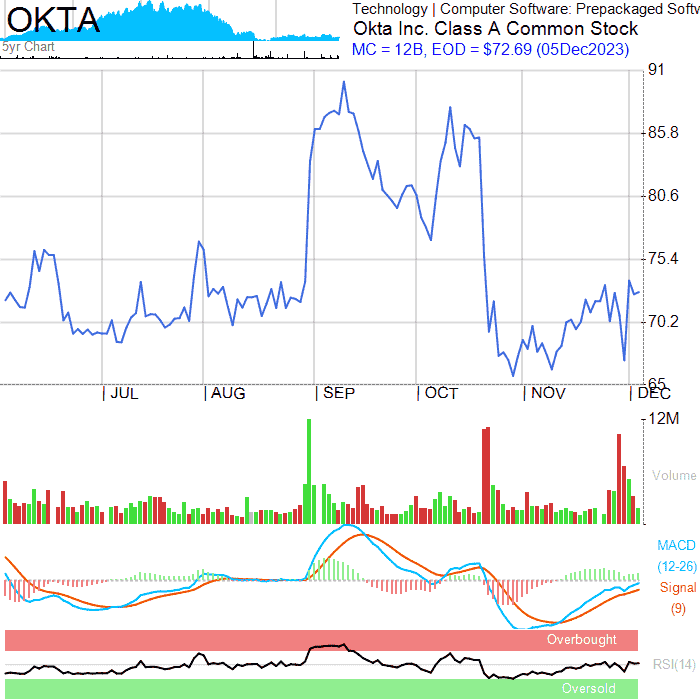 OKTA
5yr Chart
Technology | Computer Software: Prepackaged Softw
Okta Inc. Class A Common Stock
MC = 12B, EOD = $72.69 (05Dec2023)
91
85.8
80.6
75.4
70.2
65
| JUL | AUG | SEP | OCT | NOV | DEC
12M
Volume
MACD
(12-26)
Signal
(9)
Overbought
RSI(14)
Oversold